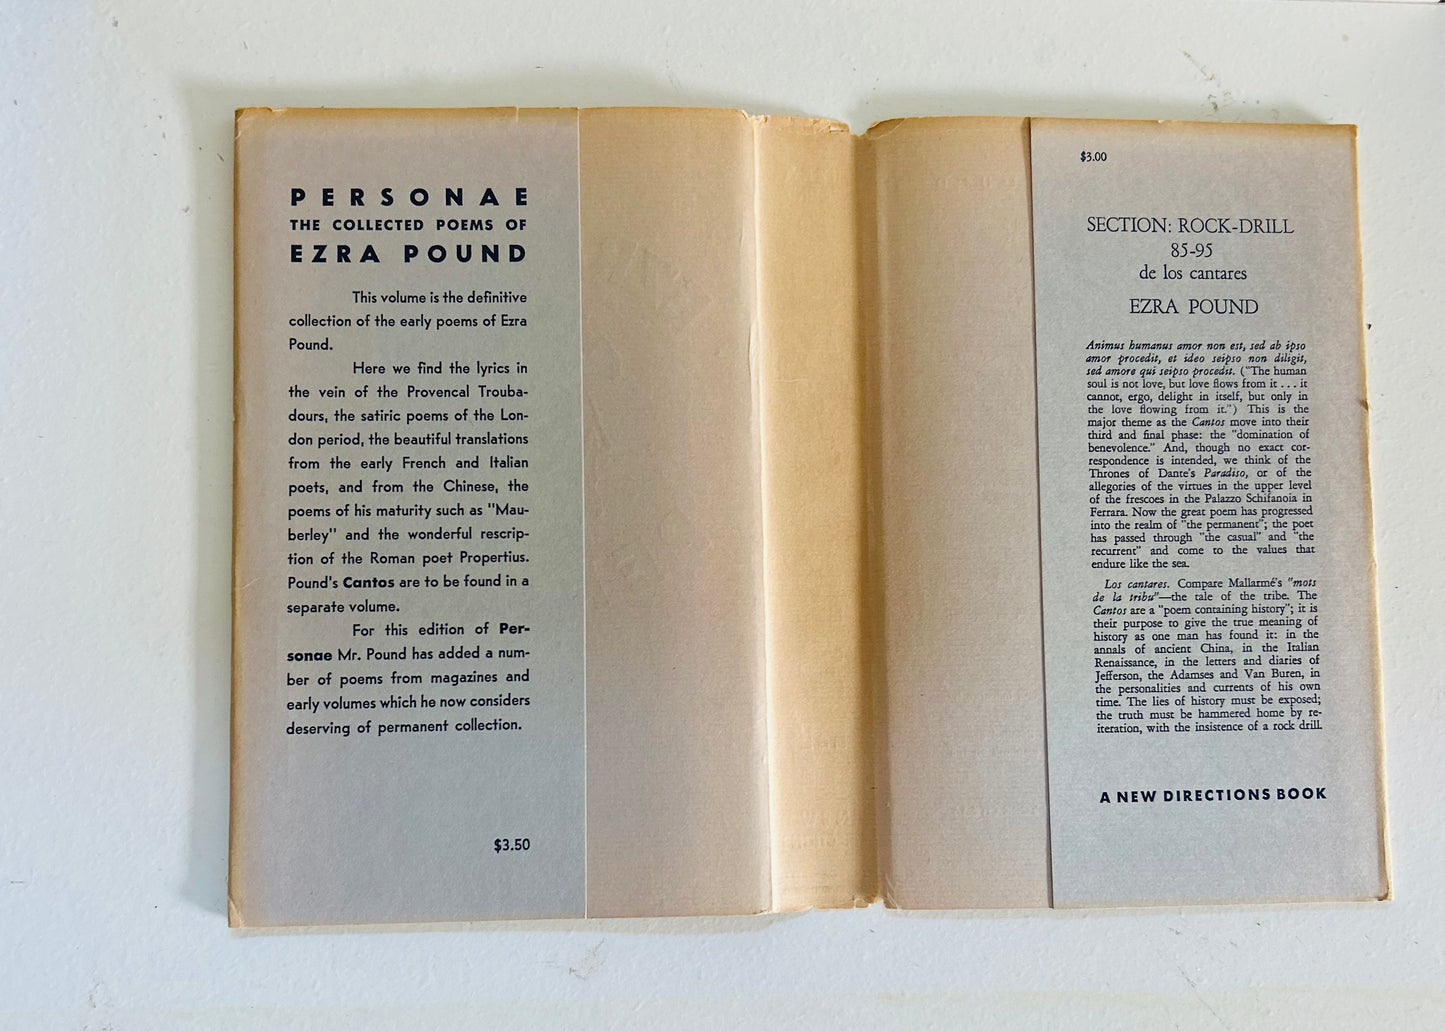 PERSONAE
THE COLLECTED POEMS OF
EZRA POUND
This volume is the definitive
collection of the early poems of Ezra
Pound.
Here we find the lyrics in
the vein of the Provencal Trouba-
dours, the satiric poems of the Lon-
don period, the beautiful translations
from the early French and Italian
poets, and from the Chinese, the
poems of his maturity such as "Mau-
berley" and the wonderful rescrip-
tion of the Roman poet Propertius.
Pound's Cantos are to be found in a
separate volume.
For this edition of Per-
sonae Mr. Pound has added a num-
ber of poems from magazines and
early volumes which he now considers
deserving of permanent collection.
$3.50
$3.00
SECTION: ROCK-DRILL
85-95
de los cantares
EZRA POUND
Animus humanus amor non est, sed ab ipso
amor procedit, et ideo seipso non diligit,
sed amore qui seipso procedit. ("The human
soul is not love, but love flows from it . . . it
cannot, ergo, delight in itself, but only in
the love flowing from it.") This is the
major theme as the Cantos move into their
third and final phase: the "domination of
benevolence." And, though no exact cor-
respondence is intended, we think of the
Thrones of Dante's Paradiso, or of the
allegories of the virtues in the upper level
of the frescoes in the Palazzo Schifanoia in
Ferrara. Now the great poem has progressed
into the realm of "the permanent"; the poet
has passed through "the casual" and "the
recurrent" and come to the values that
endure like the sea.
Los cantares. Compare Mallarmé's "mots
de la tribu"—the tale of the tribe. The
Cantos are a "poem containing history"; it is
their purpose to give the true meaning of
history as one man has found it: in the
annals of ancient China, in the Italian
Renaissance, in the letters and diaries of
Jefferson, the Adamses and Van Buren, in
the personalities and currents of his own
time. The lies of history must be exposed;
the truth must be hammered home by re-
iteration, with the insistence of a rock drill.
A NEW DIRECTIONS BOOK